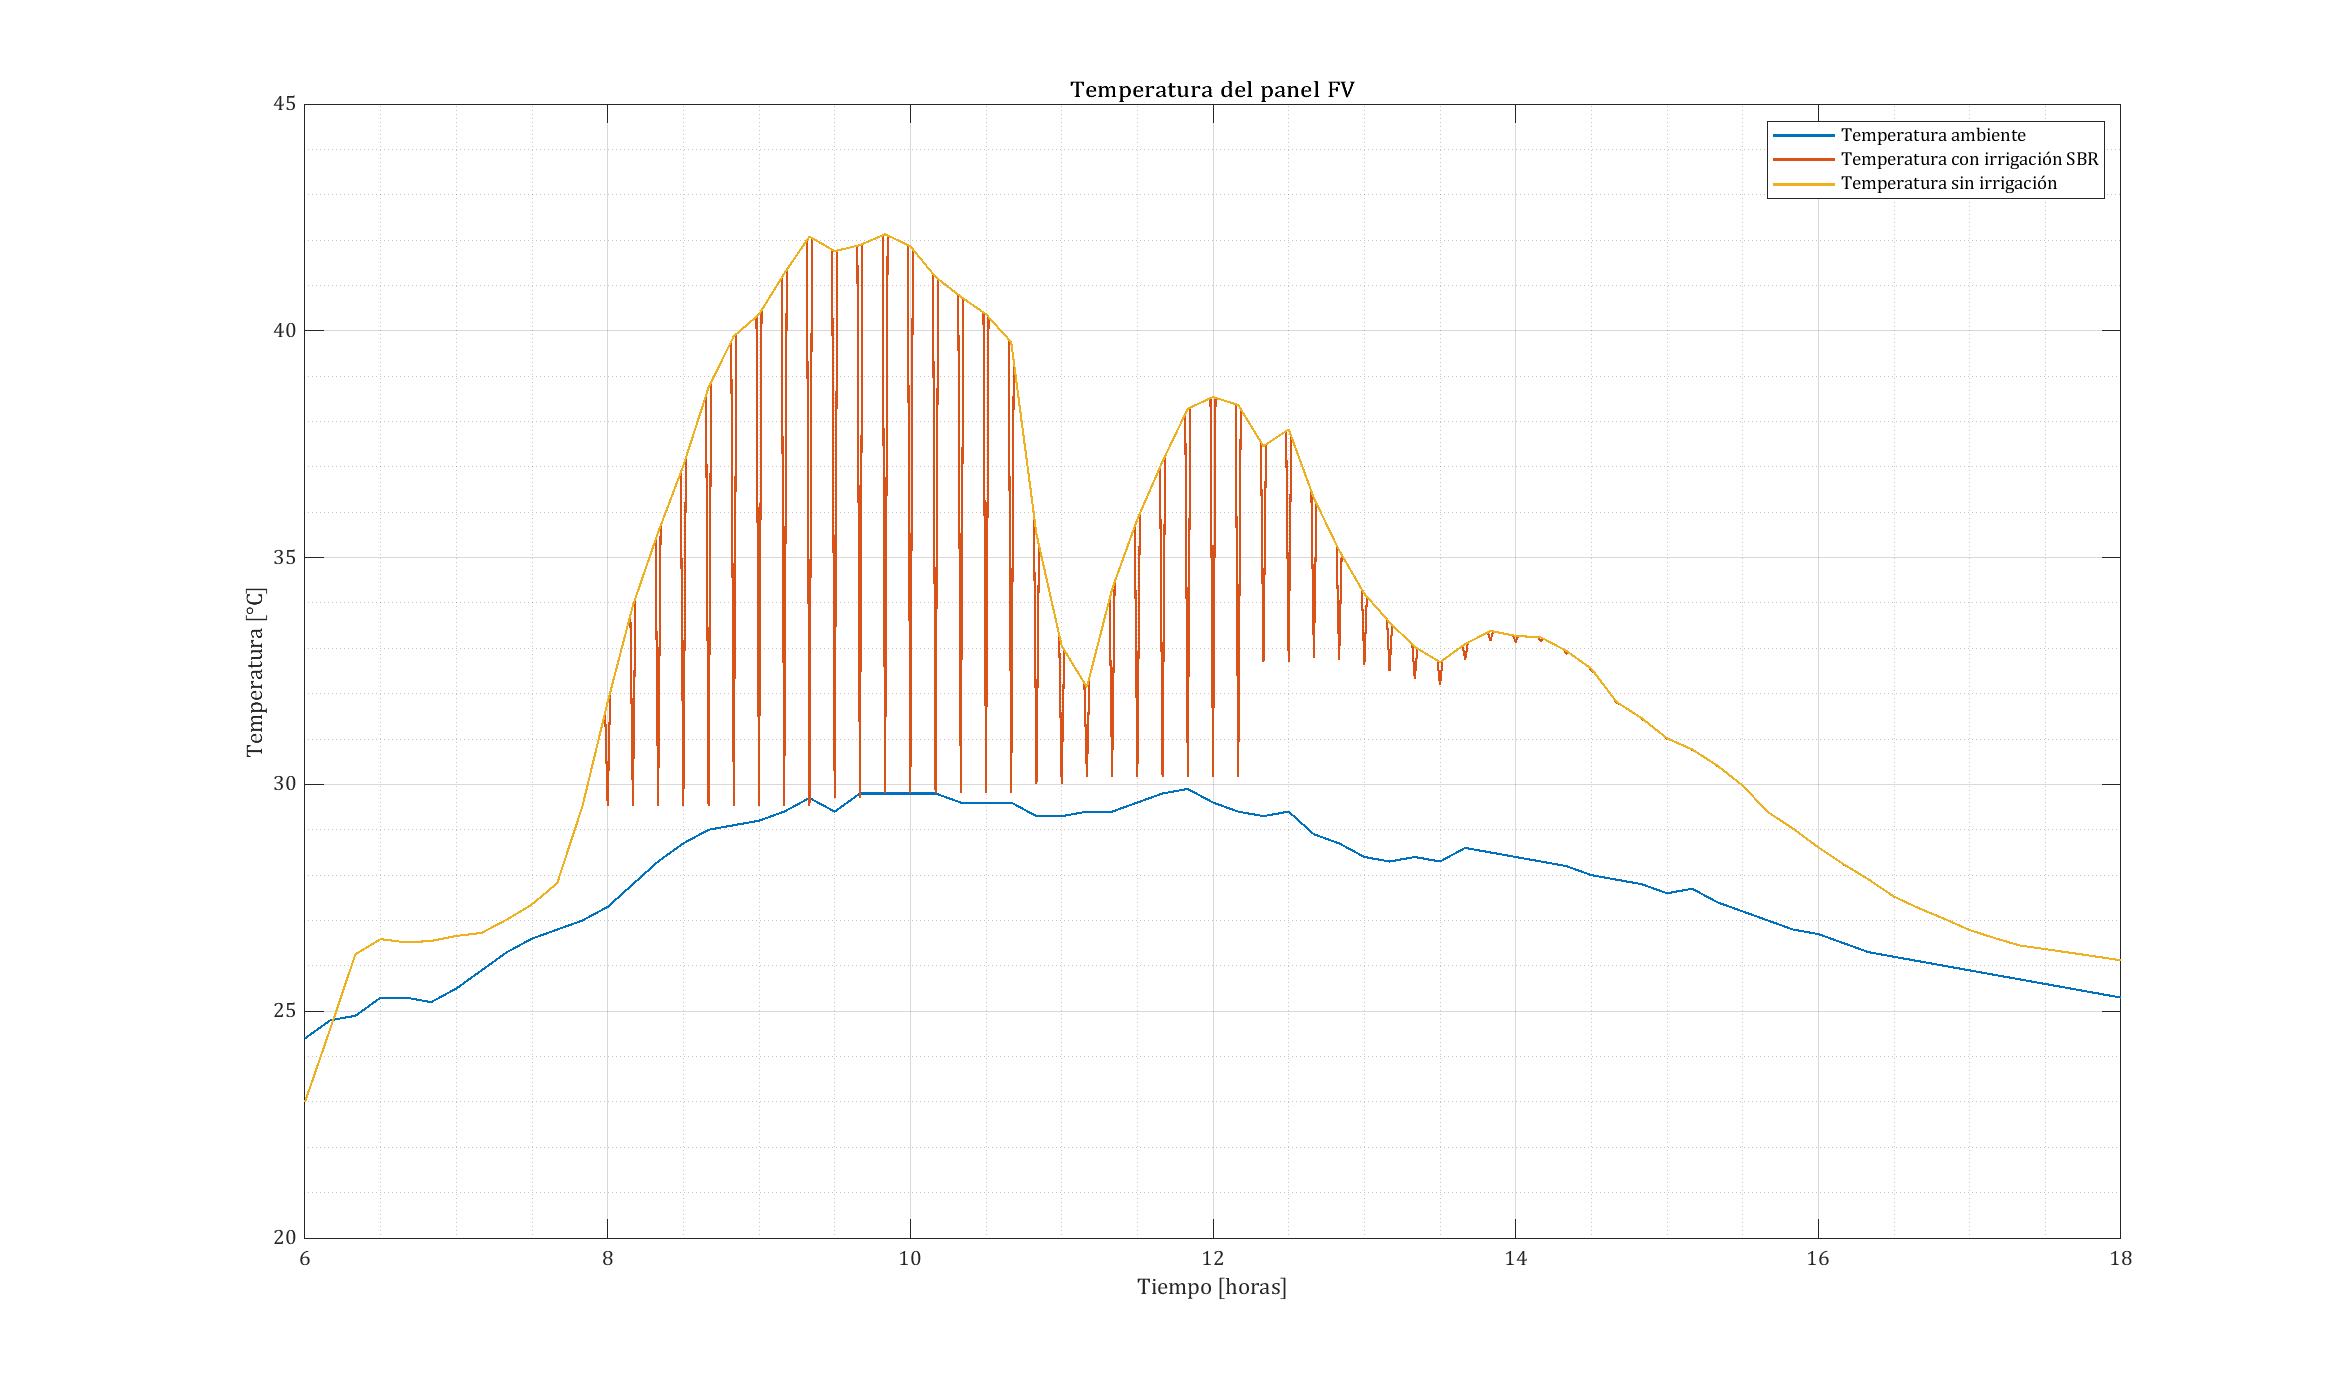 Temperatura del panel FV
45
40
35
30
25
20
Temperatura [°C]
Temperatura ambiente
Temperatura con irrigación SBR
Temperatura sin irrigación
6 8 10 12 14 16 18
Tiempo [horas]